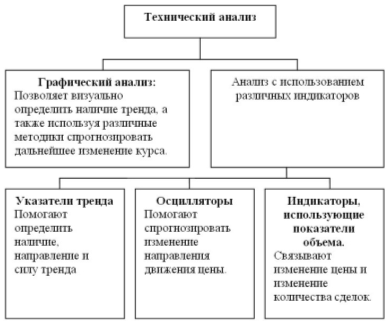 Технический анализ
Графический анализ:
Позволяет визуально
определить наличие тренда, а
также используя различные
методики спрогнозировать
дальнейшее изменение курса.
Анализ с использованием
различных индикаторов
Указатели тренда
Помогают
определить
наличие,
направление и
силу тренда
Осцилляторы
Помогают
спрогнозировать
изменение
направления
движения цены.
Индикаторы,
использующие
показатели
объема.
Связывают
изменение цены и
изменение
количества сделок.